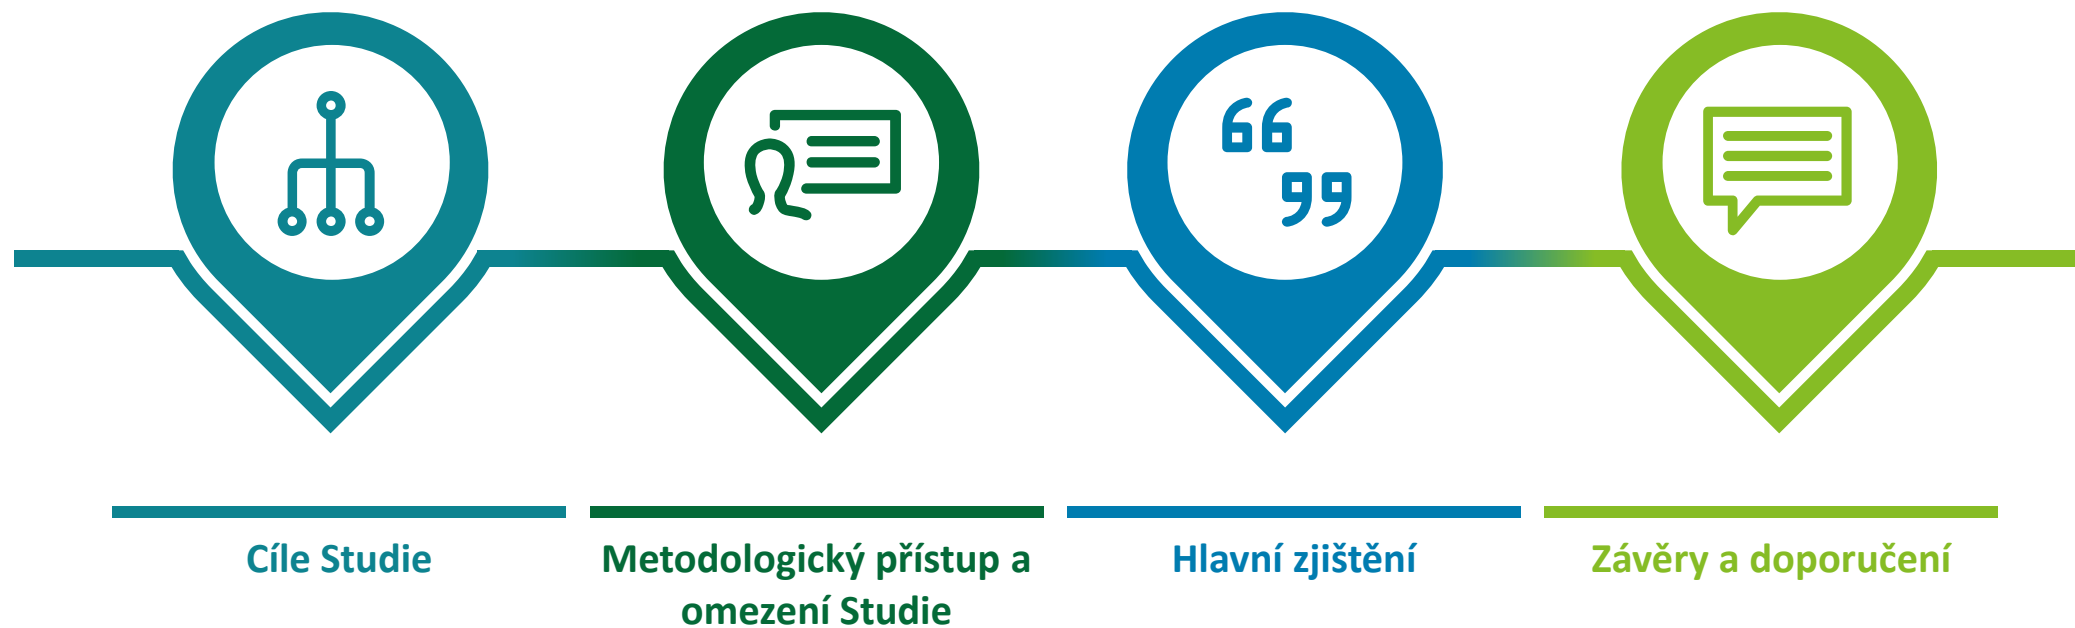 Cíle Studie
Metodologický přístup a
omezení Studie
Hlavní zjištění
Závěry a doporučení